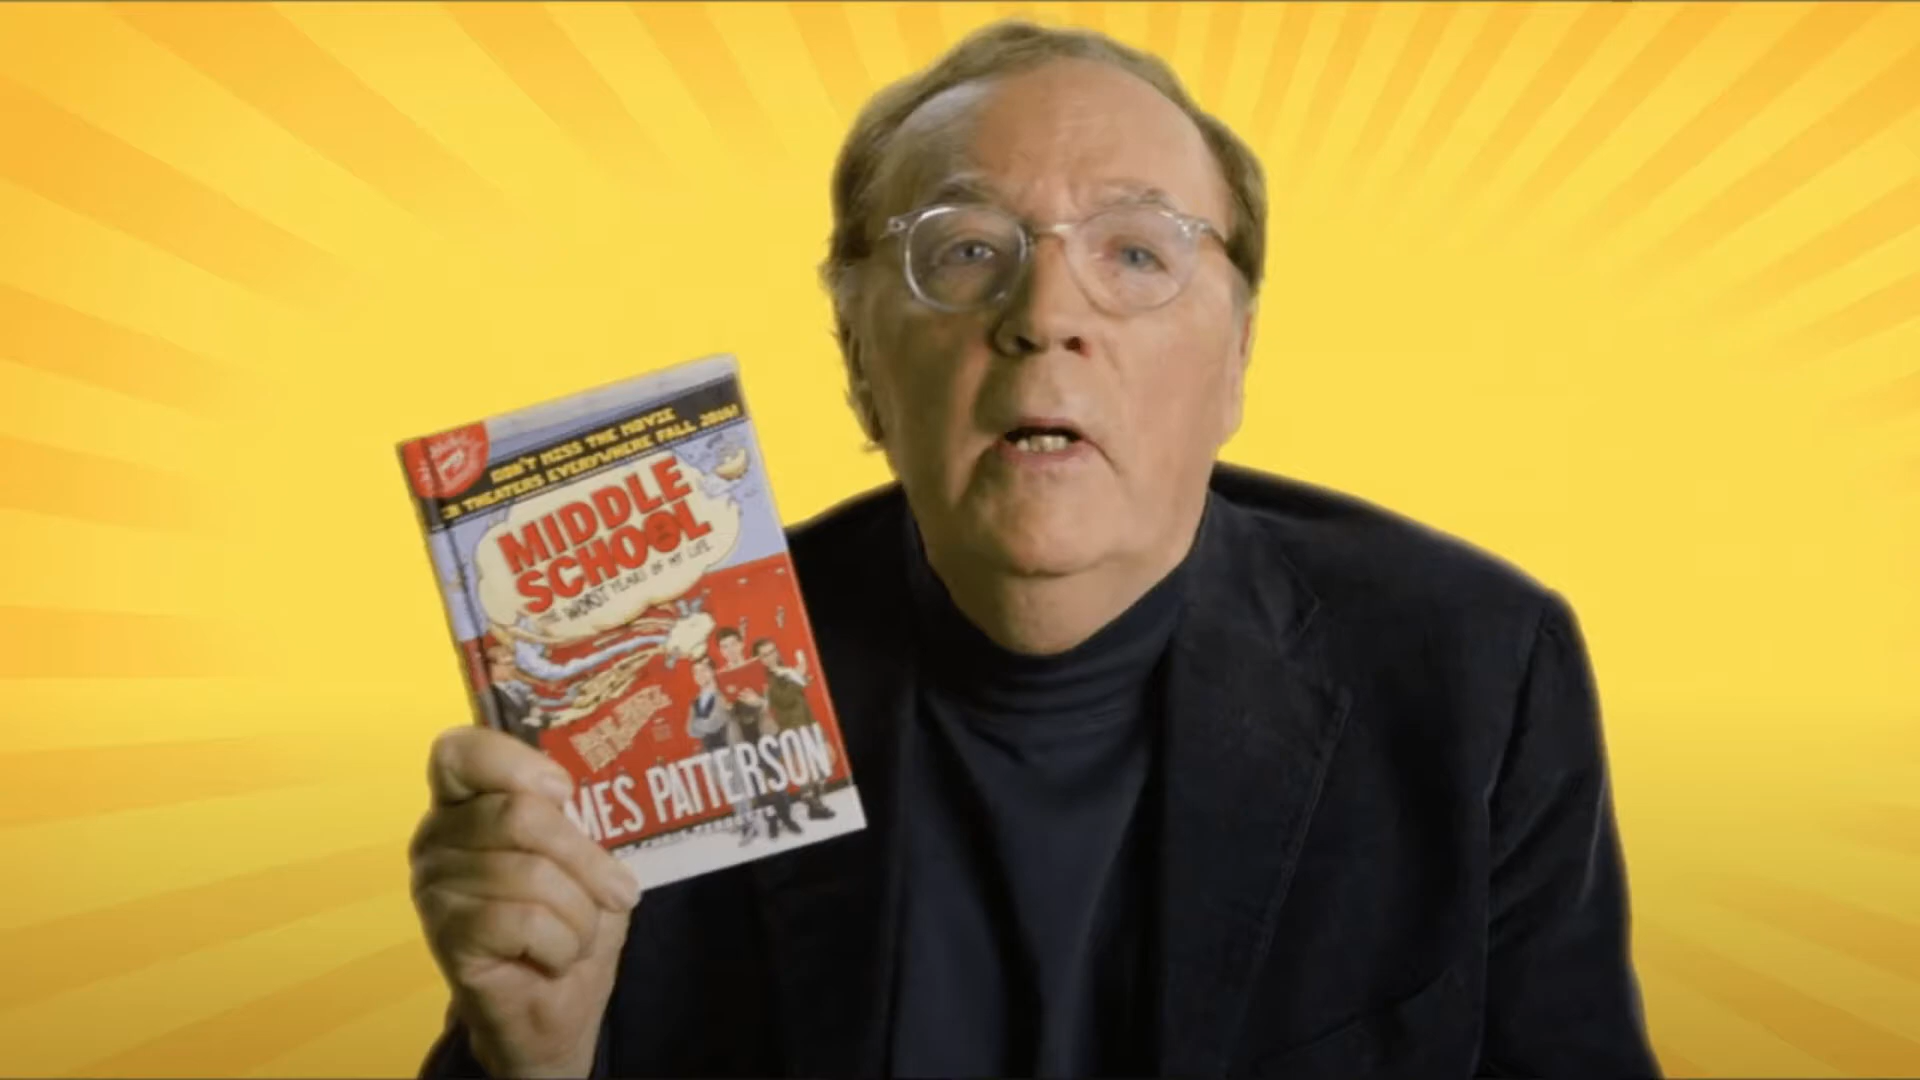 DON'T MISS THE MOVIE
IN THEATERS EVERYWHERE FALL 2016!
MIDDLE
SCHOOL
THE WORST YEARS OF MY LIFE
MES PATTERSON